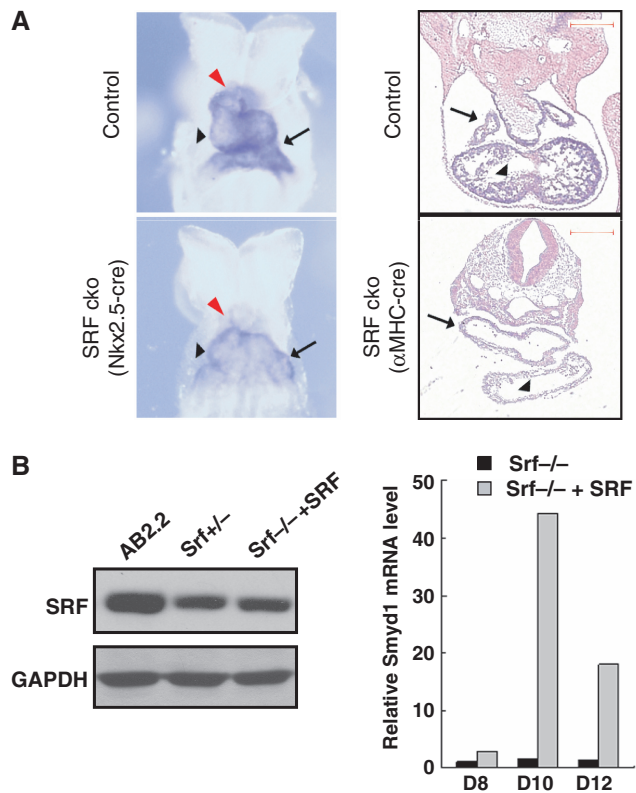 A
Control
SRF cko
(Nkx2.5-cre)
Control
SRF cko
(αMHC-cre)
B
AB2.2
Srf+/–
Srf–/– +SRF
SRF
GAPDH
Srf–/–
Srf–/– + SRF
Relative Smyd1 mRNA level
50
40
30
20
10
0
D8
D10
D12